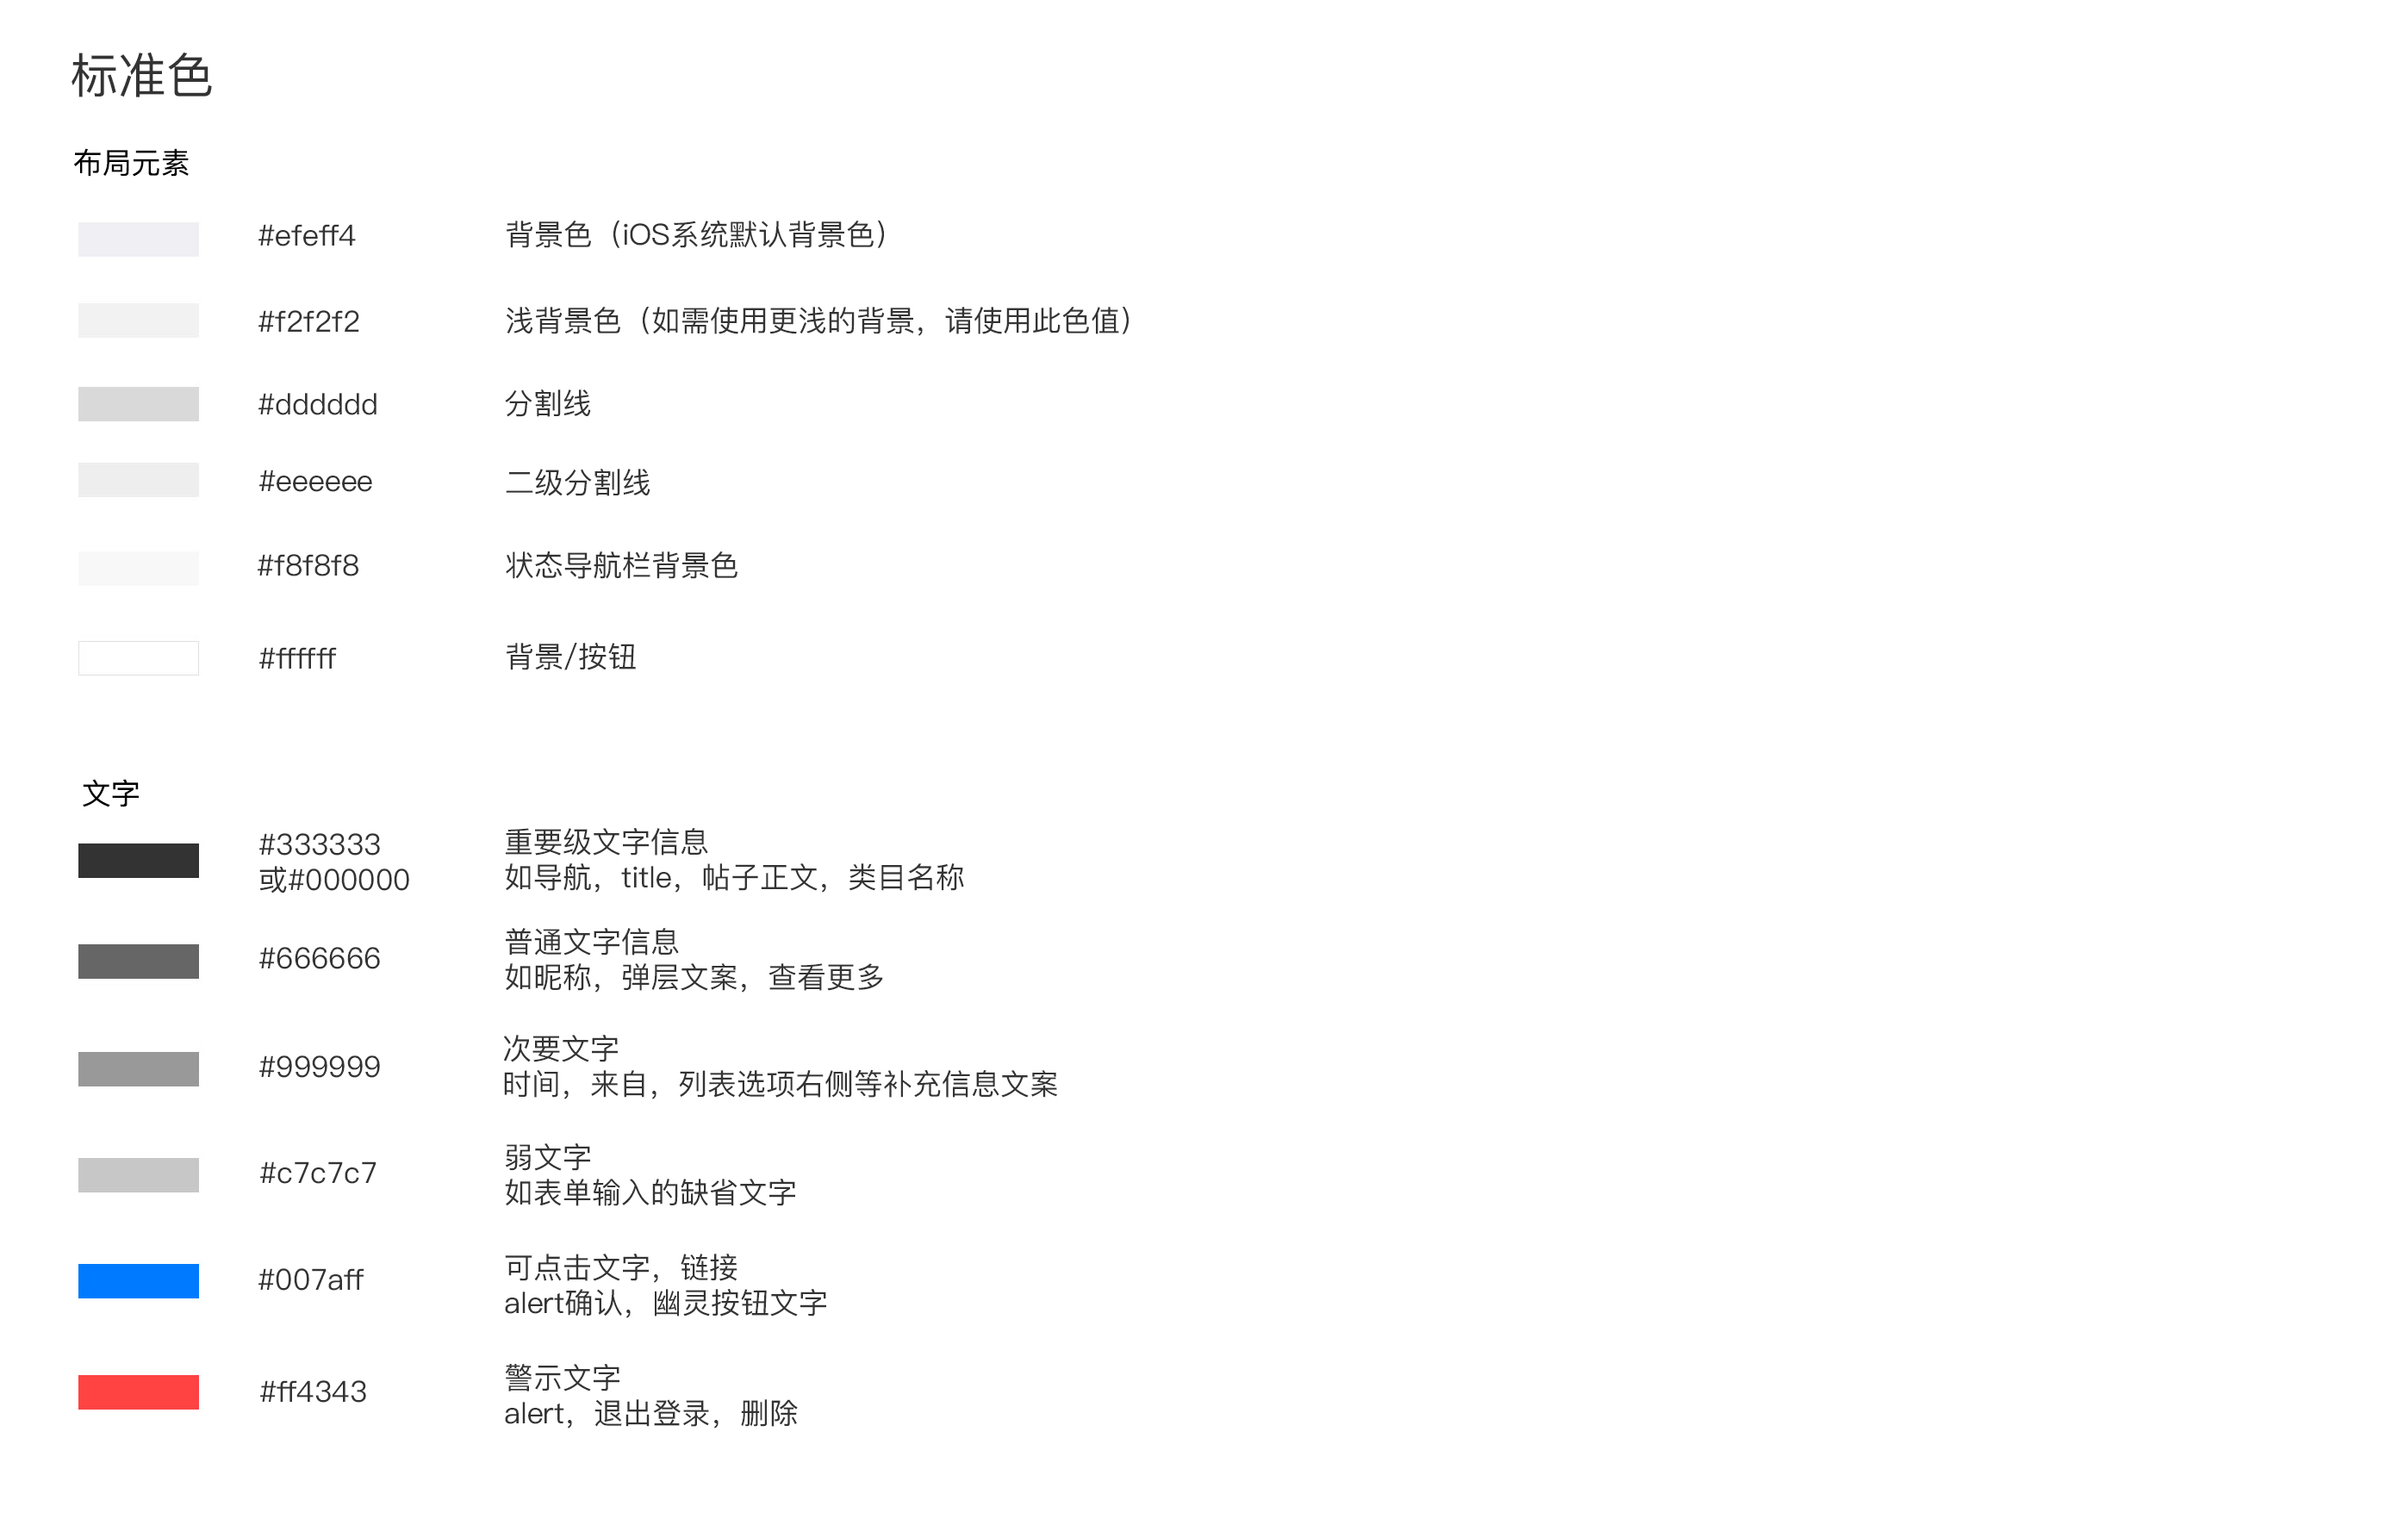 标准色
布局元素
#efeff4 背景色（iOS系统默认背景色）
#f2f2f2 浅背景色（如需使用更浅的背景，请使用此色值）
#dddddd 分割线
#eeeeee 二级分割线
#f8f8f8 状态导航栏背景色
#ffffff 背景/按钮
文字
#333333 重要级文字信息
或#000000 如导航，title，帖子正文，类目名称
#666666 普通文字信息
如昵称，弹层文案，查看更多
#999999 次要文字
时间，来自，列表选项右侧等补充信息文案
#c7c7c7 弱文字
如表单输入的缺省文字
#007aff 可点击文字，链接
alert确认，幽灵按钮文字
#ff4343 警示文字
alert，退出登录，删除